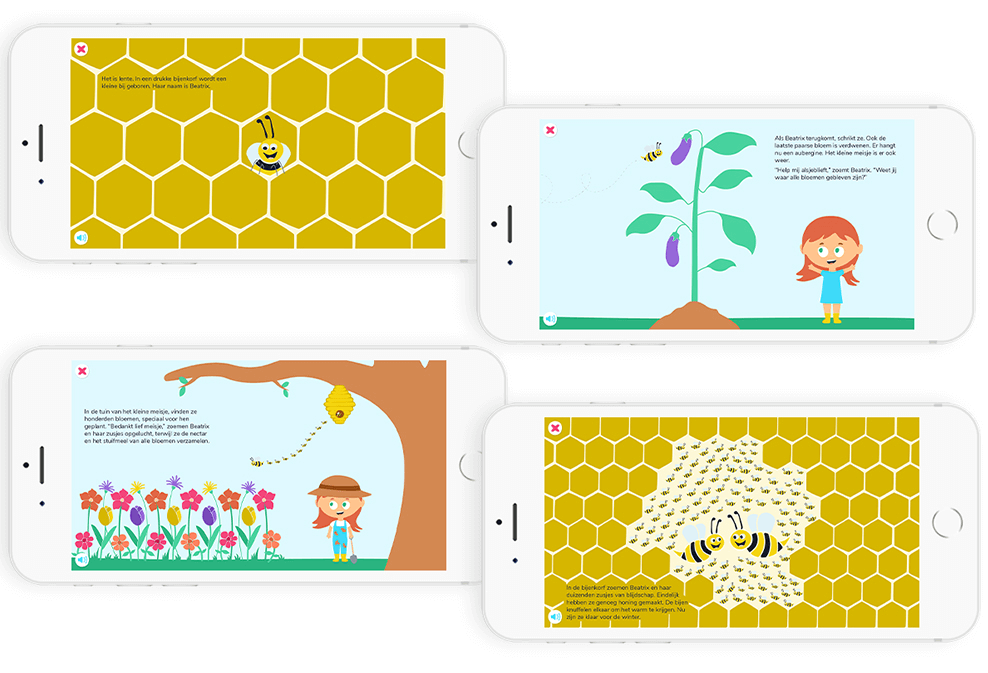 Het is lente. In een drukke bijenkorf wordt een
kleine bij geboren. Haar naam is Beatrix.
Als Beatrix terugkomt, schrikt ze. Ook de
laatste paarse bloem is verdwenen. Er hangt
nu een aubergine. Het kleine meisje is er ook
weer.
"Help mij alsjeblieft," zoemt Beatrix. "Weet jij
waar alle bloemen gebleven zijn?"
In de tuin van het kleine meisje, vinden ze
honderden bloemen, speciaal voor hen
geplant. "Bedankt lief meisje," zoemen Beatrix
en haar zusjes opgelucht, terwijl ze de nectar
en het stuifmeel van alle bloemen verzamelen.
In de bijenkorf zoemen Beatrix en haar
duizenden zusjes van blijdschap. Eindelijk
hebben ze genoeg honing gemaakt. De bijen
knuffelen elkaar om het warm te krijgen. Nu
zijn ze klaar voor de winter.